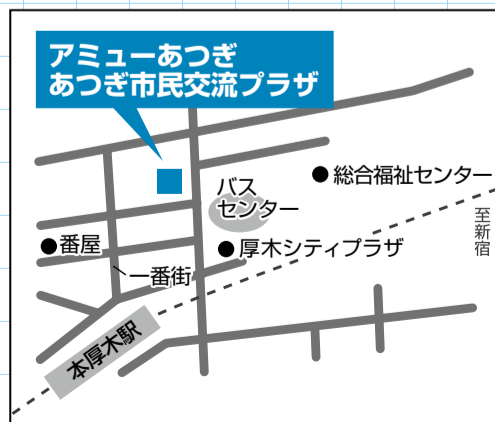 アミューあつぎ
あつぎ市民交流プラザ
総合福祉センター
バス
センター
至新宿
番屋
厚木シティプラザ
一番街
本厚木駅